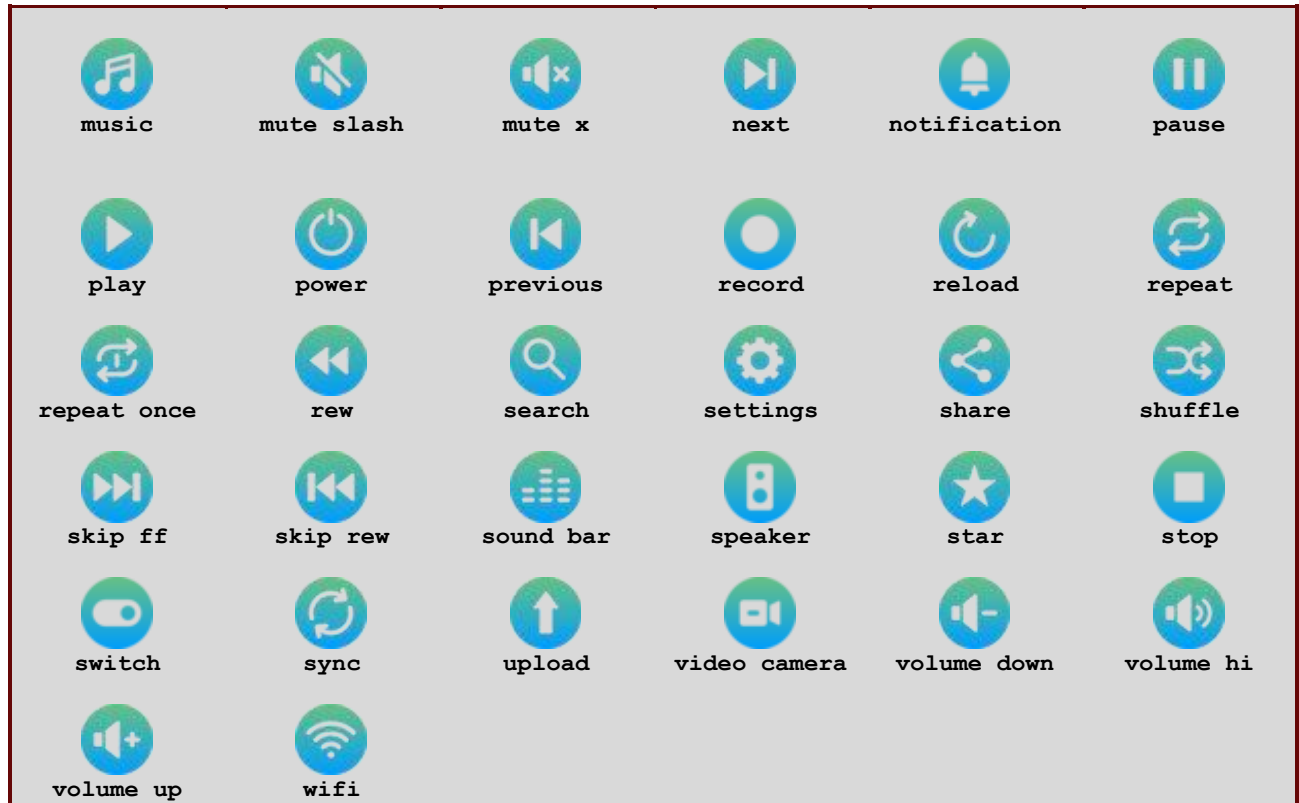 music mute slash mute x next notification pause
play power previous record reload repeat
repeat once rew search settings share shuffle
skip ff skip rew sound bar speaker star stop
switch sync upload video camera volume down volume hi
volume up wifi